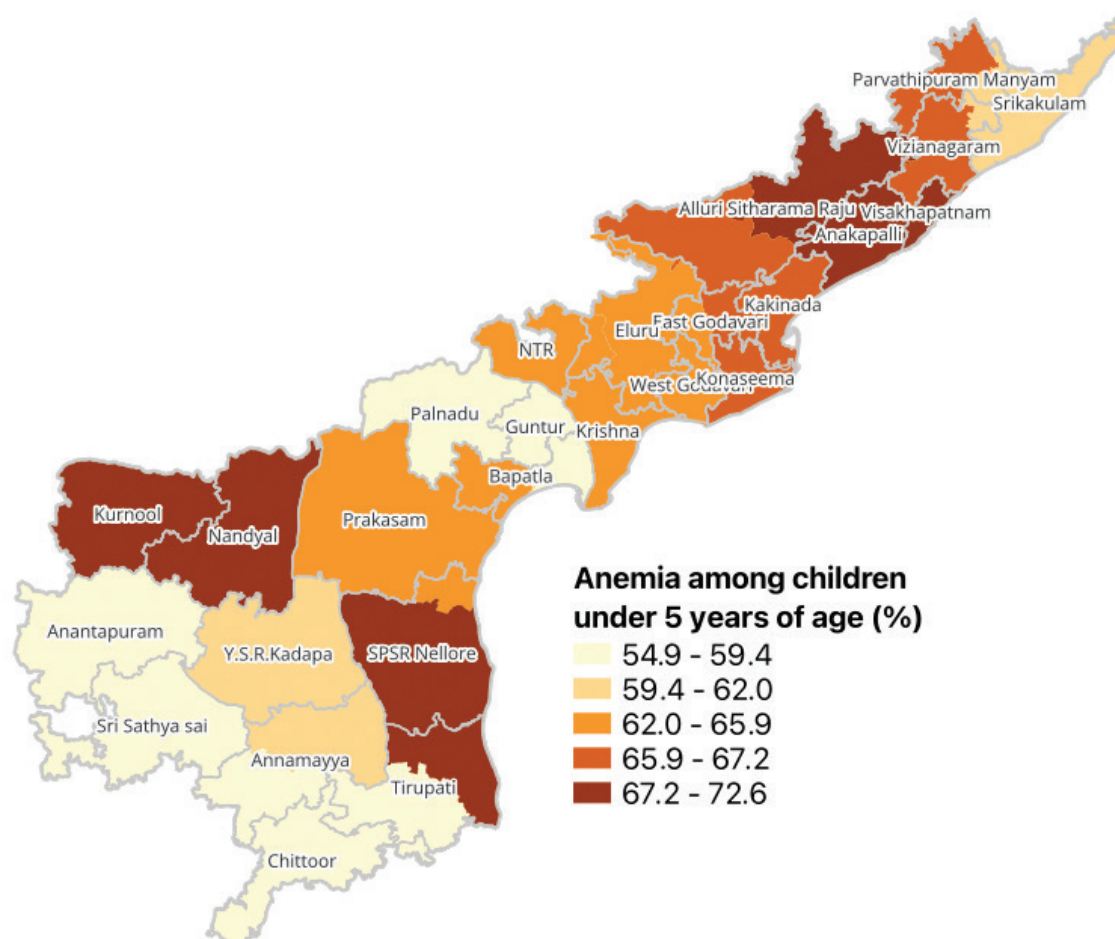 Parvathipuram Manyam
Srikakulam
Vizianagaram
Alluri Sitharama Raju
Visakhapatnam
Anakapalli
Kakinada
East Godavari
Eluru
NTR
West Godavari
Konaseema
Palnadu
Guntur
Krishna
Bapatla
Kurnool
Prakasam
Nandyal
Anantapuram
Y.S.R.Kadapa
SPSR Nellore
Sri Sathya sai
Annamayya
Tirupati
Chittoor
Anemia among children
under 5 years of age (%)
54.9 - 59.4
59.4 - 62.0
62.0 - 65.9
65.9 - 67.2
67.2 - 72.6